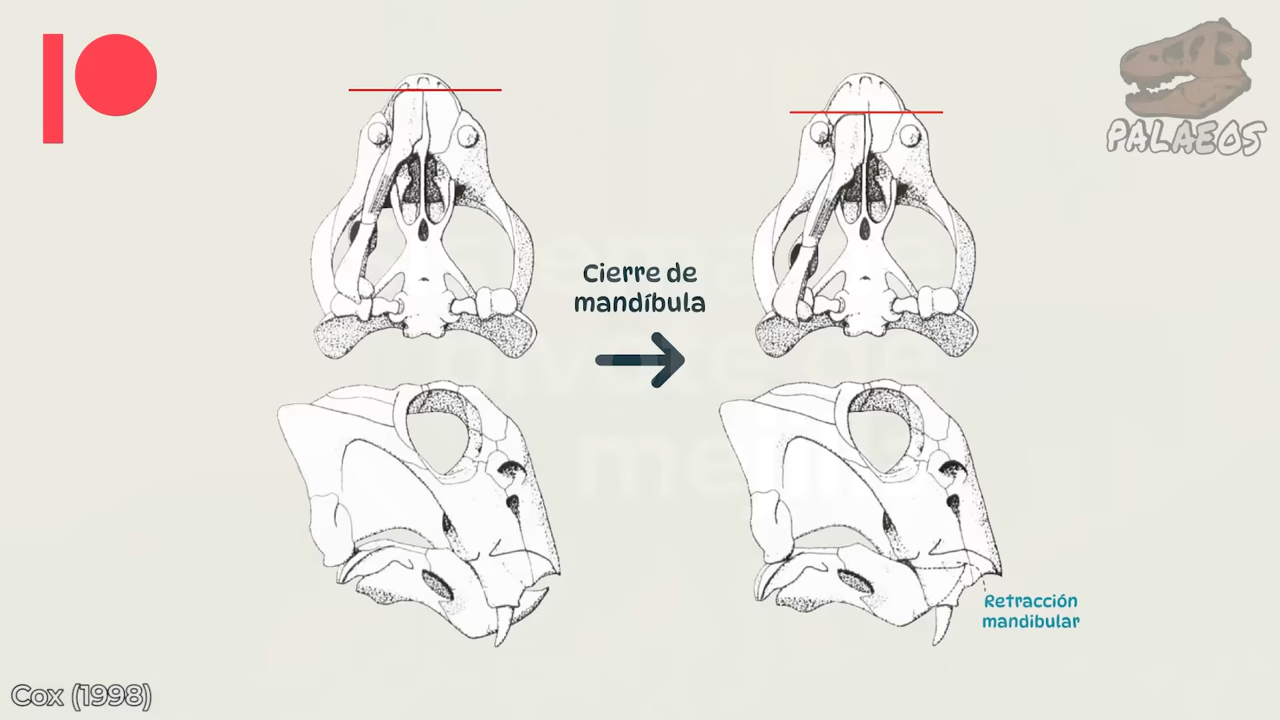 PALAEOS
Cierre de
mandíbula
Retracción
mandibular
Cox (1998)